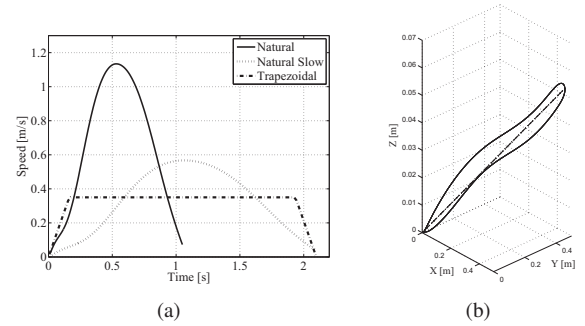 Natural
Natural Slow
Trapezoidal
Speed [m/s]
1.2
1
0.8
0.6
0.4
0.2
0
0
0.5
1
1.5
2
Time [s]
(a)
Z [m]
0.07
0.06
0.05
0.04
0.03
0.02
0.01
0
0
0.2
0.4
X [m]
0
0.2
0.4
Y [m]
(b)